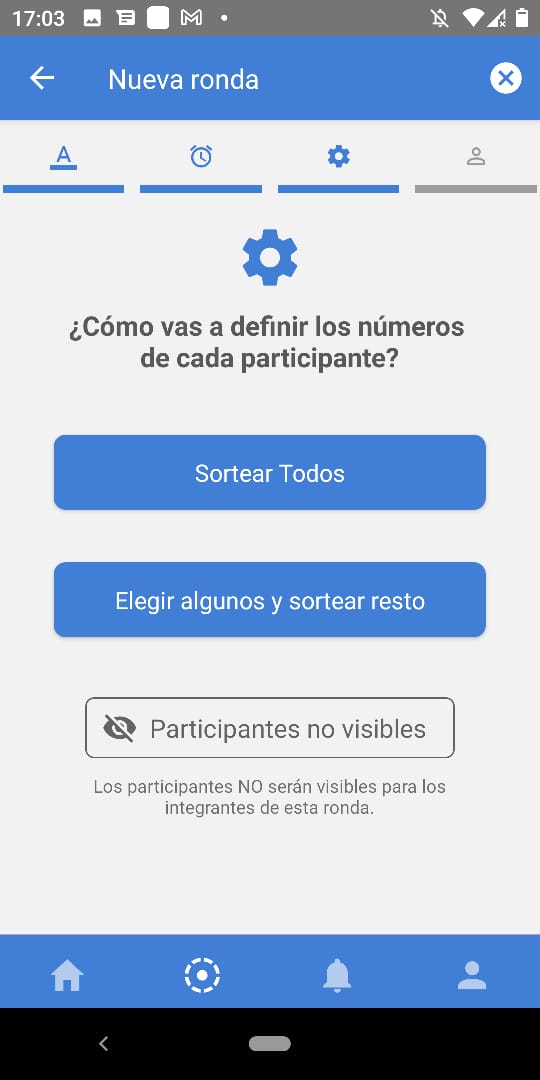 17:03
Nueva ronda
A
¿Cómo vas a definir los números
de cada participante?
Sortear Todos
Elegir algunos y sortear resto
Participantes no visibles
Los participantes NO serán visibles para los
integrantes de esta ronda.